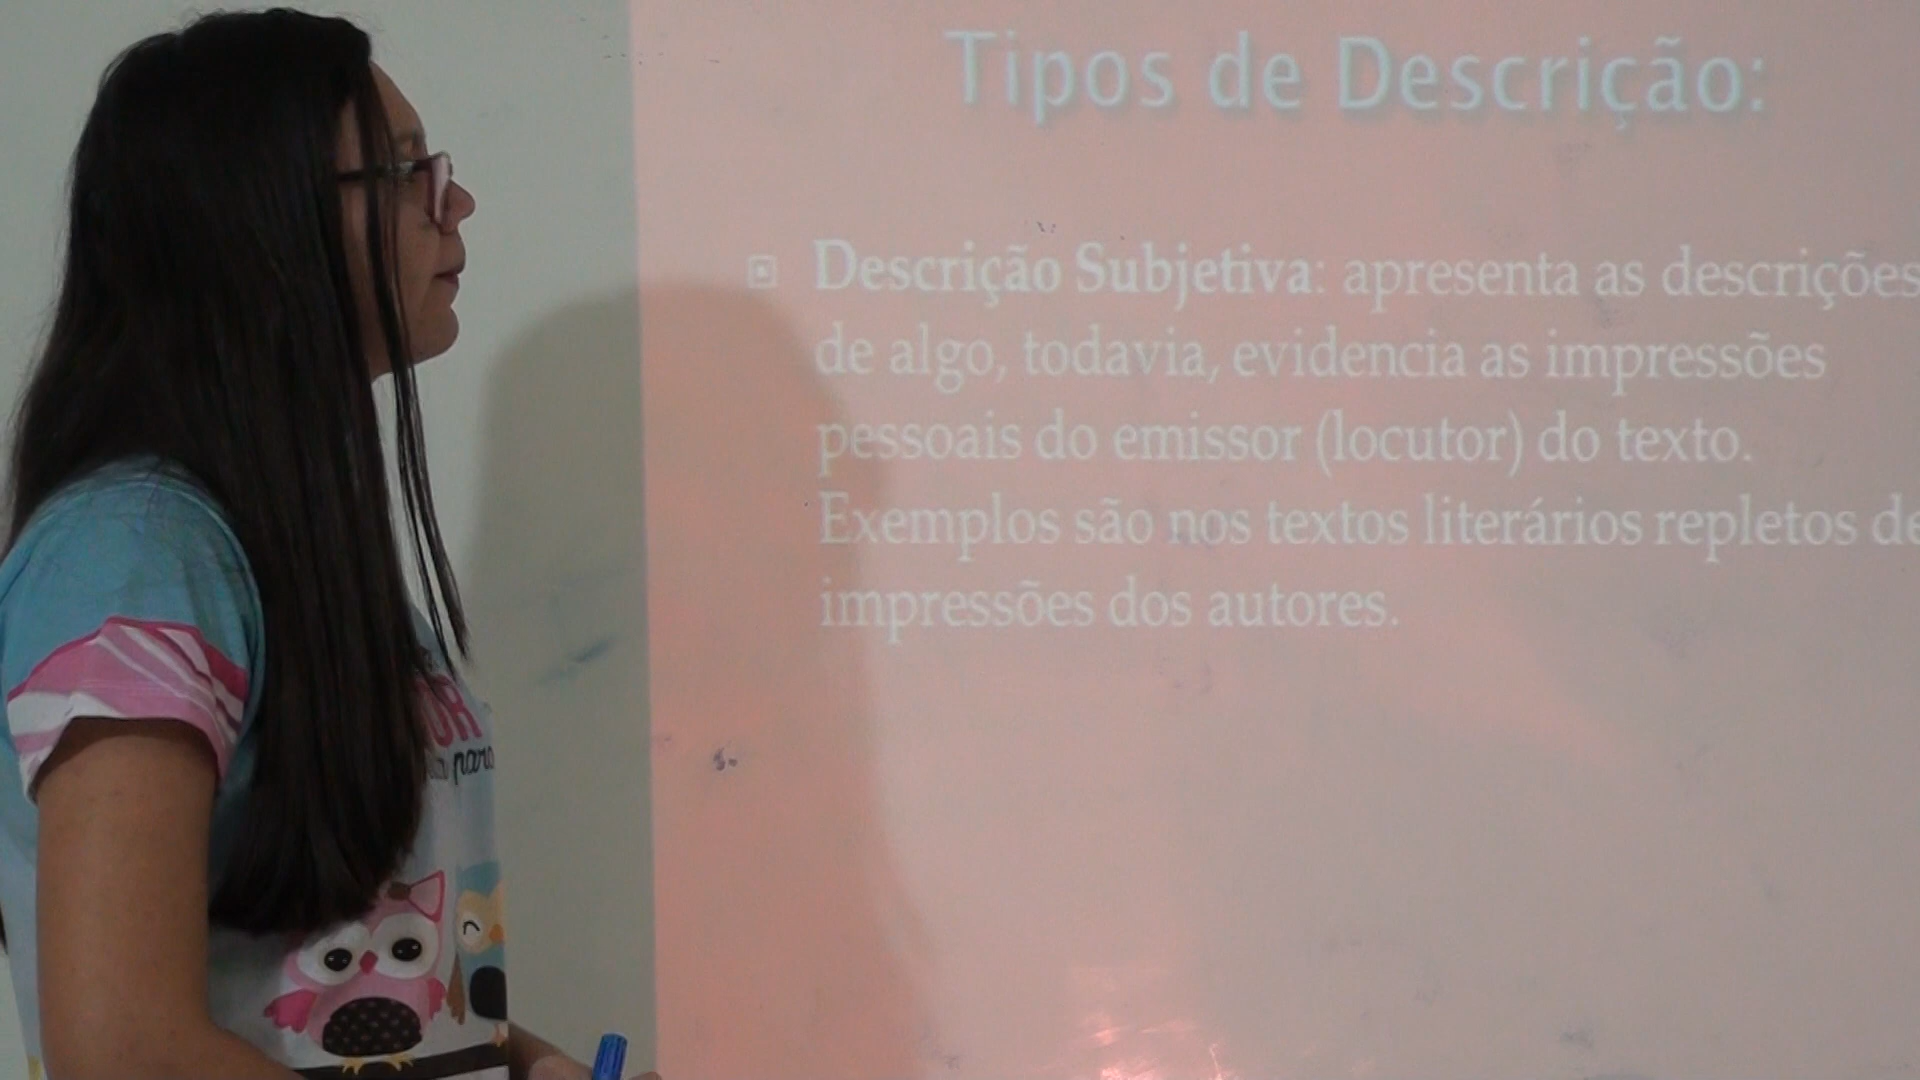 Tipos de Descrição:
Descrição Subjetiva: apresenta as descrições
de algo, todavia, evidencia as impressões
pessoais do emissor (locutor) do texto.
Exemplos são nos textos literários repletos de
impressões dos autores.